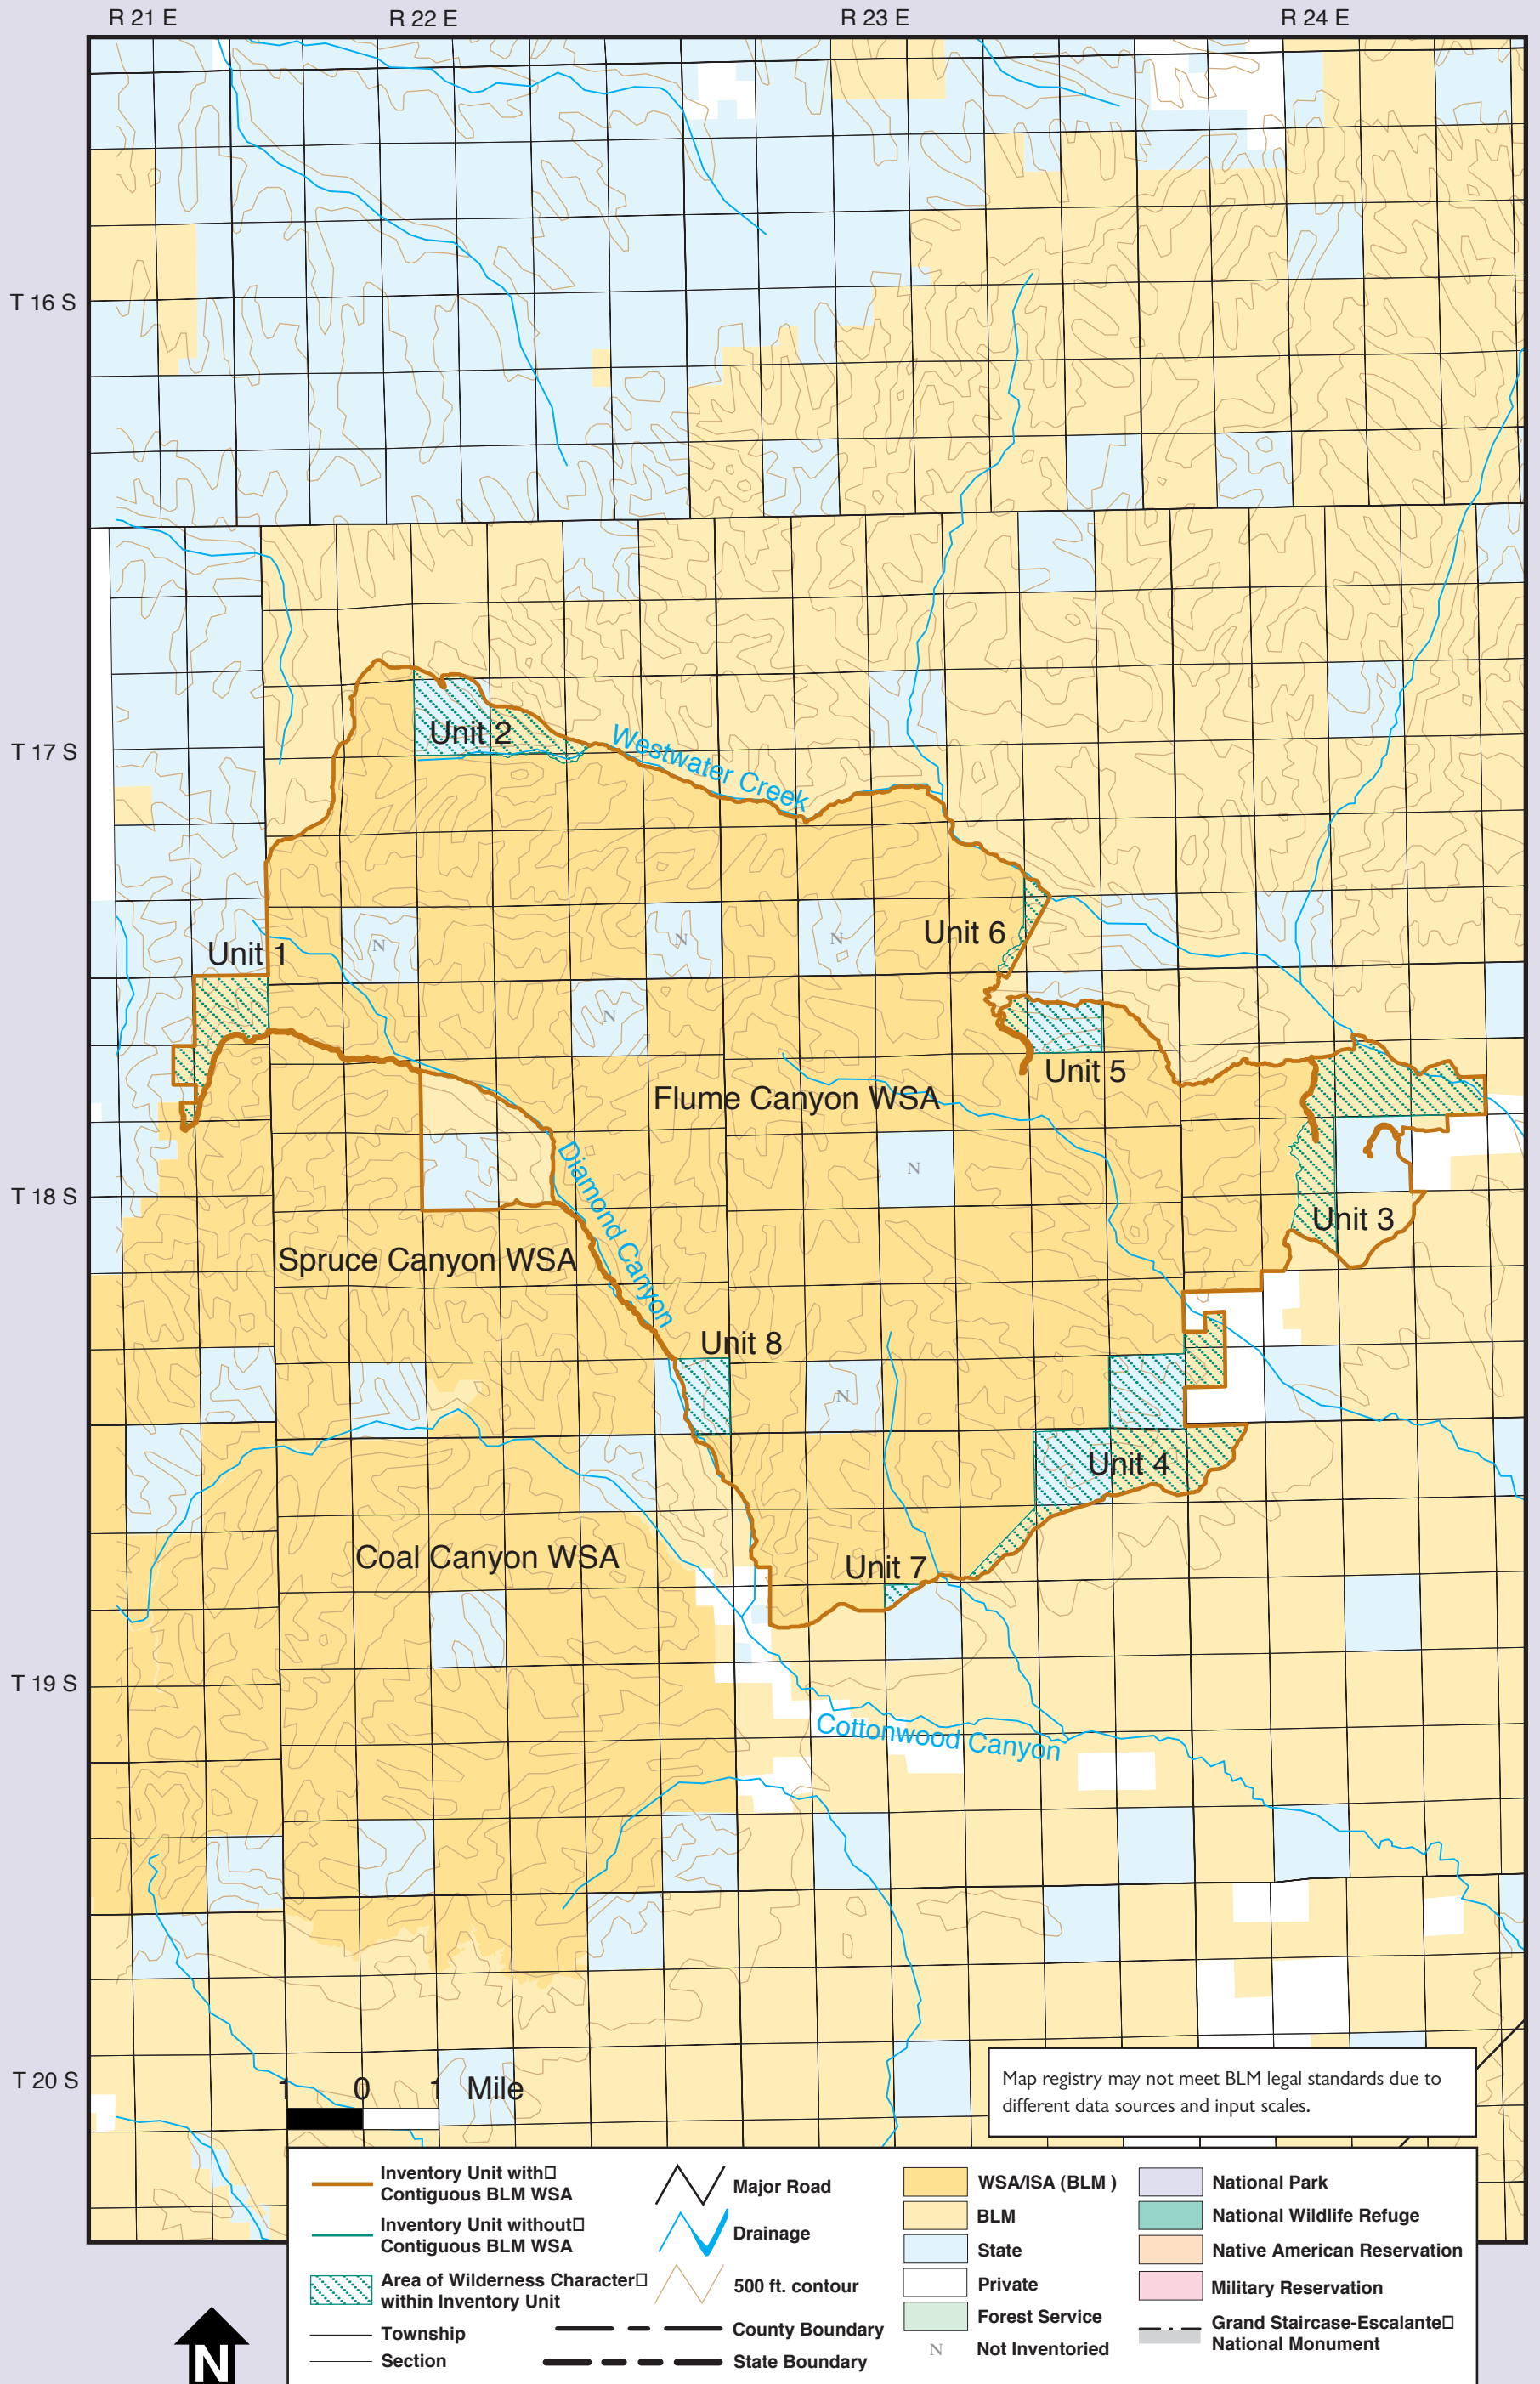 R 21 E
R 22 E
R 23 E
R 24 E
T 16 S
T 17 S
Unit 2
Westwater Creek
Unit 6
Unit 1
N
N
N
N
Unit 5
Flume Canyon WSA
N
T 18 S
Diamond Canyon
Unit 3
Spruce Canyon WSA
Unit 8
N
Unit 4
Coal Canyon WSA
Unit 7
T 19 S
Cottonwood Canyon
T 20 S
1 0 1 Mile
Map registry may not meet BLM legal standards due to
different data sources and input scales.
Inventory Unit with□
Contiguous BLM WSA
Inventory Unit without□
Contiguous BLM WSA
Area of Wilderness Character□
within Inventory Unit
Township
Section
Major Road
Drainage
500 ft. contour
County Boundary
State Boundary
WSA/ISA (BLM )
BLM
State
Private
Forest Service
N Not Inventoried
National Park
National Wildlife Refuge
Native American Reservation
Military Reservation
Grand Staircase-Escalante□
National Monument
N